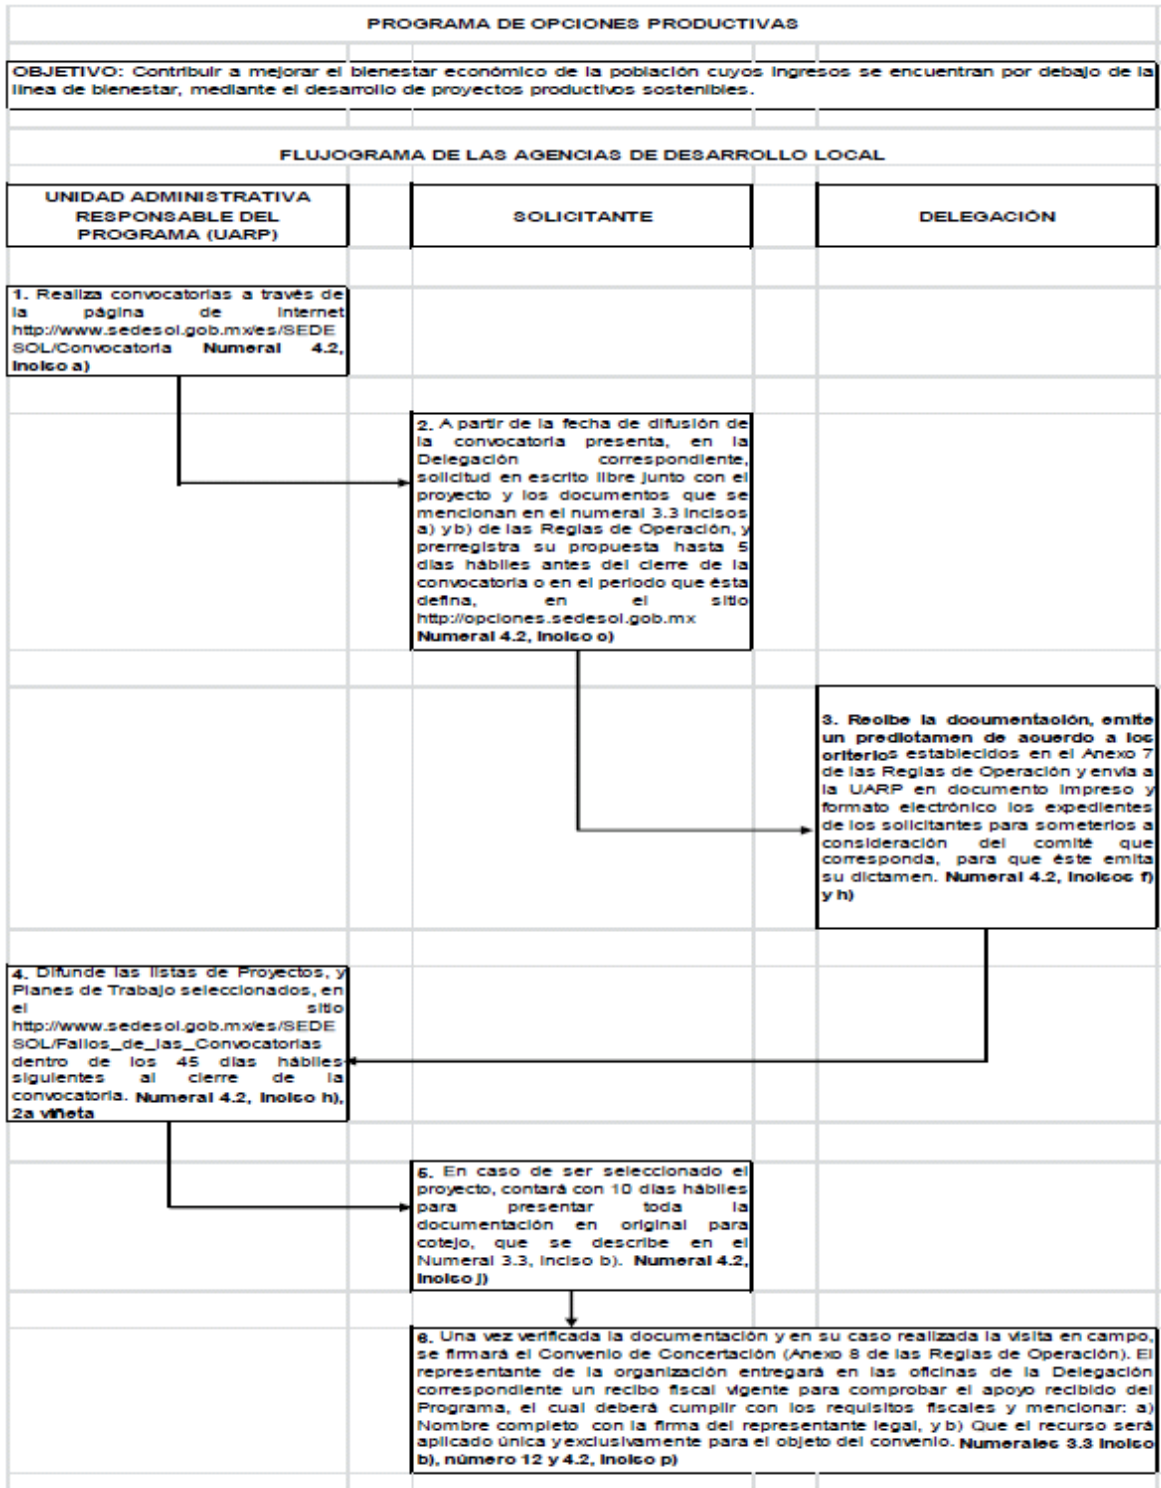 PROGRAMA DE OPCIONES PRODUCTIVAS
OBJETIVO: Contribuir a mejorar el bienestar económico de la población cuyos ingresos se encuentran por debajo de la
línea de bienestar, mediante el desarrollo de proyectos productivos sostenibles.
FLUJOGRAMA DE LAS AGENCIAS DE DESARROLLO LOCAL
UNIDAD ADMINISTRATIVA
RESPONSABLE DEL
PROGRAMA (UARP)
SOLICITANTE
DELEGACIÓN
1. Realiza convocatorias a través de
la página de internet
http://www.sedesol.gob.mx/es/SEDE
SOL/Convocatoria Numeral 4.2,
Inciso a)
2. A partir de la fecha de difusión de
la convocatoria presenta, en la
Delegación correspondiente,
solicitud en escrito libre junto con el
proyecto y los documentos que se
mencionan en el numeral 3.3 incisos
a) y b) de las Reglas de Operación, y
prerregistra su propuesta hasta 5
días hábiles antes del cierre de la
convocatoria o en el periodo que ésta
defina, en el sitio
http://opciones.sedesol.gob.mx
Numeral 4.2, Inciso c)
3. Recibe la documentación, emite
un predictamen de acuerdo a los
criterios establecidos en el Anexo 7
de las Reglas de Operación y envía a
la UARP en documento impreso y
formato electrónico los expedientes
de los solicitantes para someterlos a
consideración del comité que
corresponda, para que éste emita
su dictamen. Numeral 4.2, Incisos f)
y h)
4. Difunde las listas de Proyectos, y
Planes de Trabajo seleccionados, en
el sitio
http://www.sedesol.gob.mx/es/SEDE
SOL/Fallos_de_las_Convocatorias
dentro de los 45 días hábiles
siguientes al cierre de la
convocatoria. Numeral 4.2, Inciso h),
2a viñeta
5. En caso de ser seleccionado el
proyecto, contará con 10 días hábiles
para presentar toda la
documentación en original para
cotejo, que se describe en el
Numeral 3.3, inciso b). Numeral 4.2,
Inciso j)
6. Una vez verificada la documentación y en su caso realizada la visita en campo,
se firmará el Convenio de Concertación (Anexo 8 de las Reglas de Operación). El
representante de la organización entregará en las oficinas de la Delegación
correspondiente un recibo fiscal vigente para comprobar el apoyo recibido del
Programa, el cual deberá cumplir con los requisitos fiscales y mencionar: a)
Nombre completo con la firma del representante legal, y b) Que el recurso será
aplicado única y exclusivamente para el objeto del convenio. Numerales 3.3 Inciso
b), número 12 y 4.2, Inciso p)